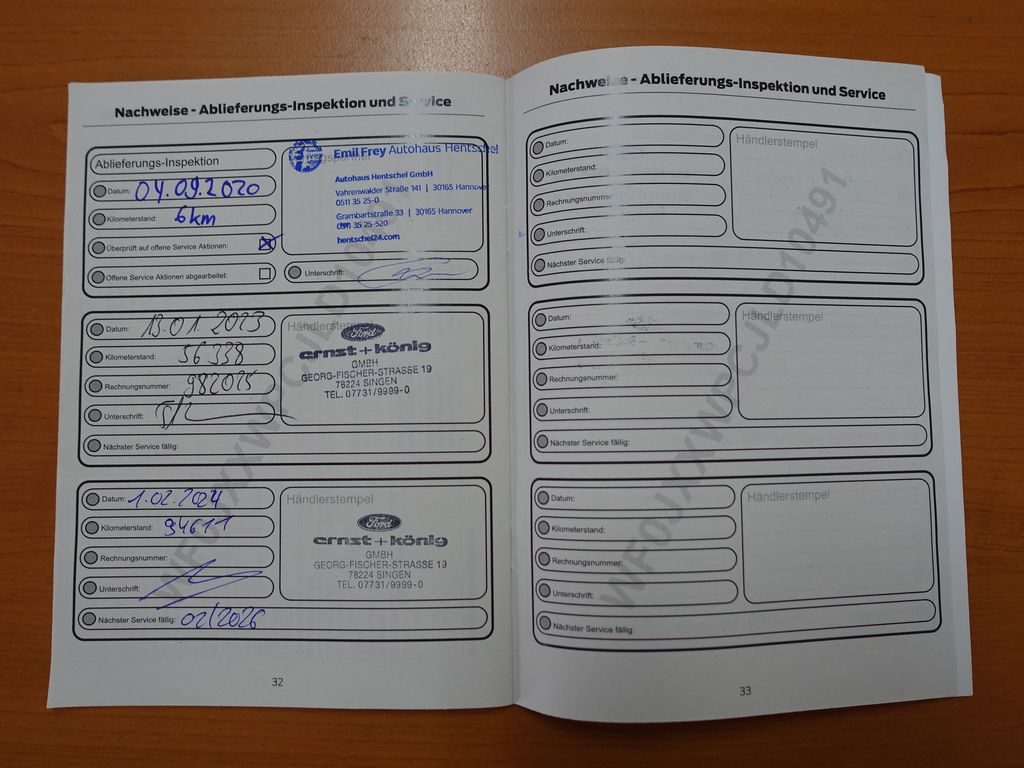 Nachweise - Ablieferungs-Inspektion und Service
Ablieferungs-Inspektion
Datum: 04.09.2020
Kilometerstand: 6km
Überprüft auf offene Service Aktionen:
Offene Service Aktionen abgearbeitet:
Emil Frey Autohaus Hentschel
Autohaus Hentschel GmbH
Vahrenwalder Straße 141 | 30165 Hannover
0511 35 25-0
Grambartstraße 33 | 30165 Hannover
0511 35 25-520
hentschel24.com
Unterschrift:
Datum: 13.01.2023
Kilometerstand: 56338
Rechnungsnummer: 982025
Unterschrift:
Nächster Service fällig:
Händlerstempel
Ford
ernst+könig
GMBH
GEORG-FISCHER-STRASSE 19
78224 SINGEN
TEL. 07731/9999-0
Datum: 1.02.2024
Kilometerstand: 94611
Rechnungsnummer:
Unterschrift:
Nächster Service fällig: 02/2026
Händlerstempel
Ford
ernst+könig
GMBH
GEORG-FISCHER-STRASSE 19
78224 SINGEN
TEL. 07731/9999-0
32
Nachweise - Ablieferungs-Inspektion und Service
Datum:
Kilometerstand:
Rechnungsnummer:
Unterschrift:
Nächster Service fällig:
Händlerstempel
Datum:
Kilometerstand:
Rechnungsnummer:
Unterschrift:
Nächster Service fällig:
Händlerstempel
Datum:
Kilometerstand:
Rechnungsnummer:
Unterschrift:
Nächster Service fällig:
Händlerstempel
WF0JXXWPCJLD10491
33